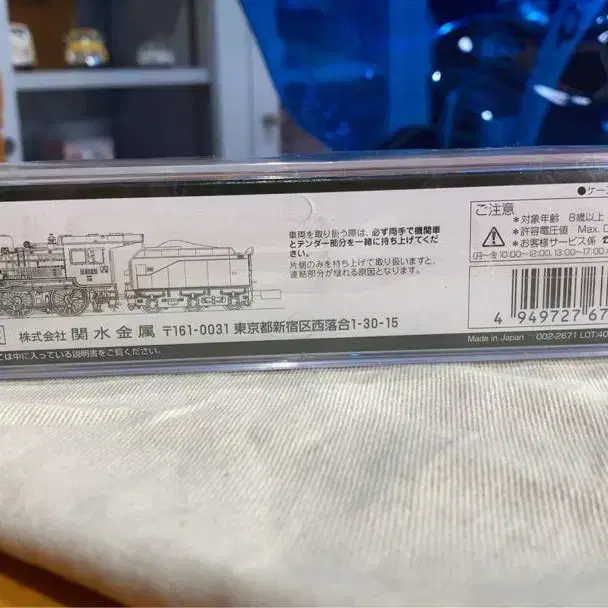 ●ケー
車両を取り扱う際は、必ず両手で機関車
とテンダー部分を一緒に持ち上げてくだ
さい。
片側のみを持ち上げて取り扱いますと、
連結部分が壊れる原因となります。
ご注意
*対象年齢 8歳以上
*許容電圧値 Max. D
*お客様サービス係 ☎
(月~金 10:00~12:00、13:00~17:00
4 949727 67
株式会社 関水金属 〒161-0031 東京都新宿区西落合1-30-15
Made in Japan 002-2671 LOT:40
ては中に入っている説明書をご覧ください。